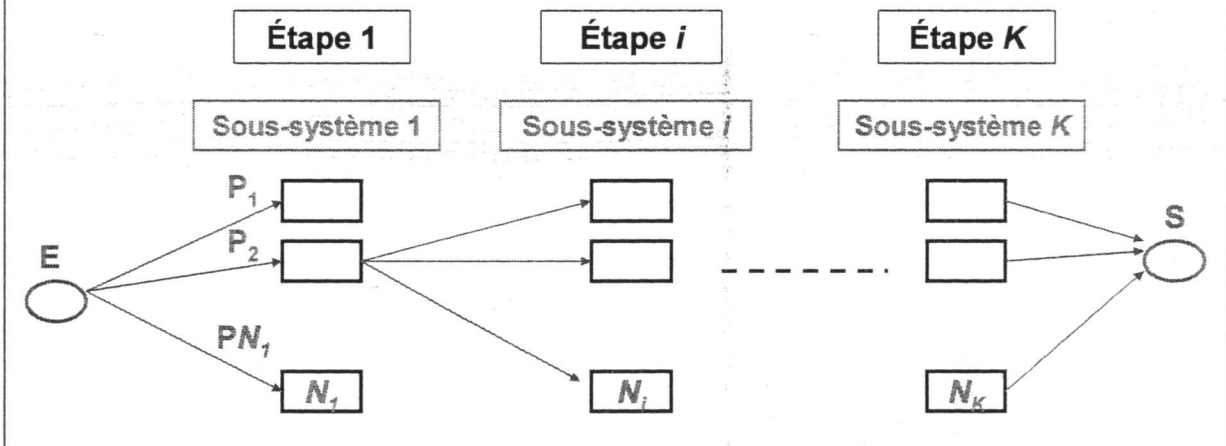 Étape 1 Étape i Étape K
Sous-système 1 Sous-système i Sous-système K
P1
S
P2
E
PN1
N1 Ni NK